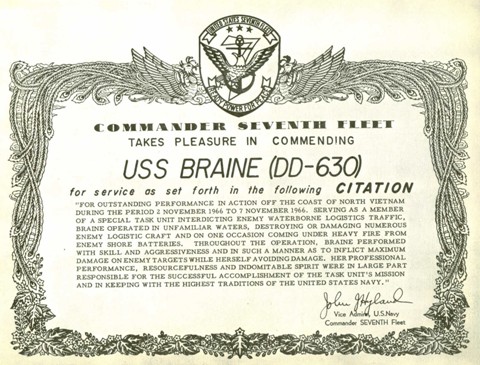 UNITED STATES SEVENTH FLEET
POWER FOR PEACE
COMMANDER SEVENTH FLEET
TAKES PLEASURE IN COMMENDING
USS BRAINE (DD-630)
for service as set forth in the following CITATION
"FOR OUTSTANDING PERFORMANCE IN ACTION OFF THE COAST OF NORTH VIETNAM
DURING THE PERIOD 2 NOVEMBER 1966 TO 7 NOVEMBER 1966. SERVING AS A MEMBER
OF A SPECIAL TASK UNIT INTERDICTING ENEMY WATERBORNE LOGISTICS TRAFFIC,
BRAINE OPERATED IN UNFAMILIAR WATERS, DESTROYING OR DAMAGING NUMEROUS
ENEMY LOGISTIC CRAFT AND ON ONE OCCASION COMING UNDER HEAVY FIRE FROM
ENEMY SHORE BATTERIES. THROUGHOUT THE OPERATION, BRAINE PERFORMED
WITH SKILL AND AGGRESSIVENESS AND IN SUCH A MANNER AS TO INFLICT MAXIMUM
DAMAGE ON ENEMY TARGETS WHILE HERSELF AVOIDING DAMAGE. HER PROFESSIONAL
PERFORMANCE, RESOURCEFULNESS AND INDOMITABLE SPIRIT WERE IN LARGE PART
RESPONSIBLE FOR THE SUCCESSFUL ACCOMPLISHMENT OF THE TASK UNIT'S MISSION
AND IN KEEPING WITH THE HIGHEST TRADITIONS OF THE UNITED STATES NAVY."
John J Hyland
Vice Admiral, U.S. Navy
Commander SEVENTH Fleet